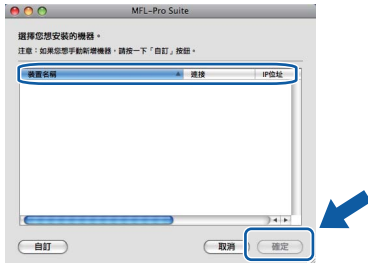 MFL-Pro Suite
選擇您想安裝的機器。
注意：如果您想手動新增機器，請按一下「自訂」按鈕。
裝置名稱 連接 IP位址
自訂 取消 確定